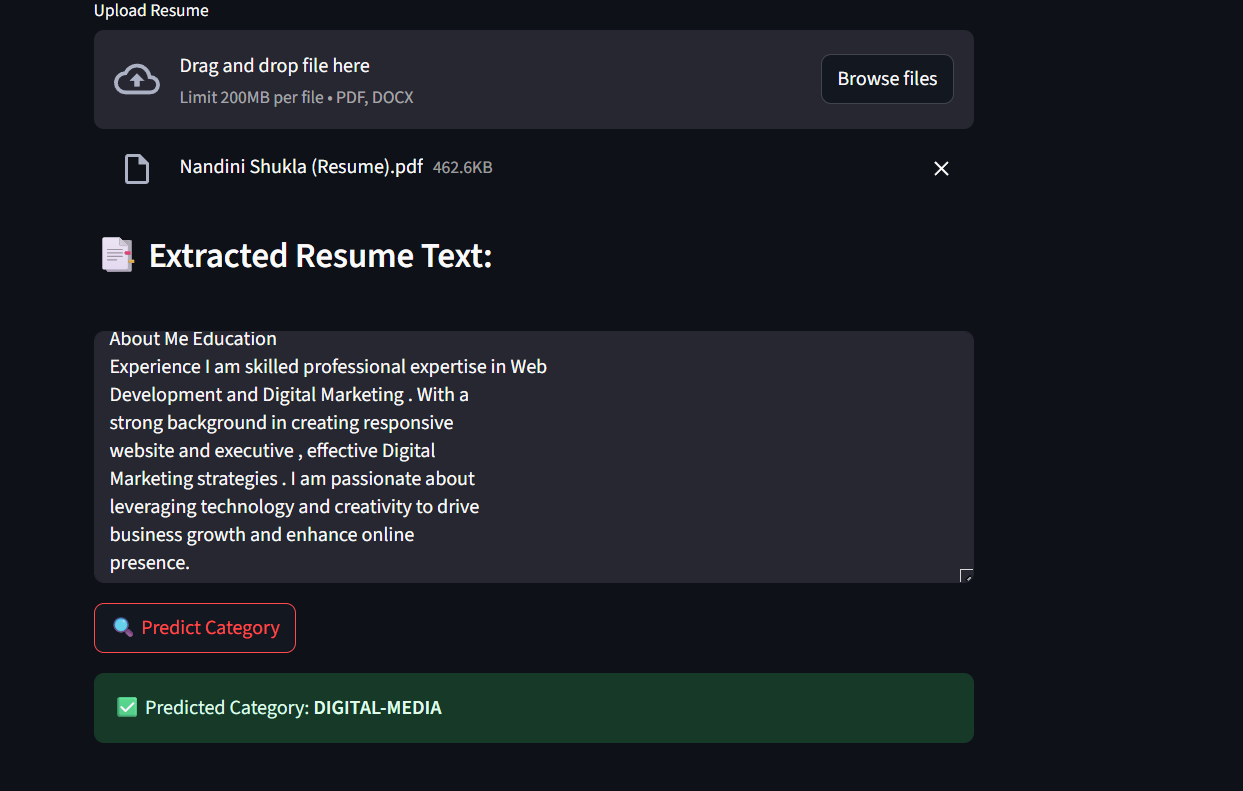 Upload Resume
Drag and drop file here
Limit 200MB per file • PDF, DOCX
Browse files
Nandini Shukla (Resume).pdf 462.6KB
Extracted Resume Text:
About Me Education
Experience I am skilled professional expertise in Web
Development and Digital Marketing . With a
strong background in creating responsive
website and executive , effective Digital
Marketing strategies . I am passionate about
leveraging technology and creativity to drive
business growth and enhance online
presence.
Predict Category
Predicted Category: DIGITAL-MEDIA